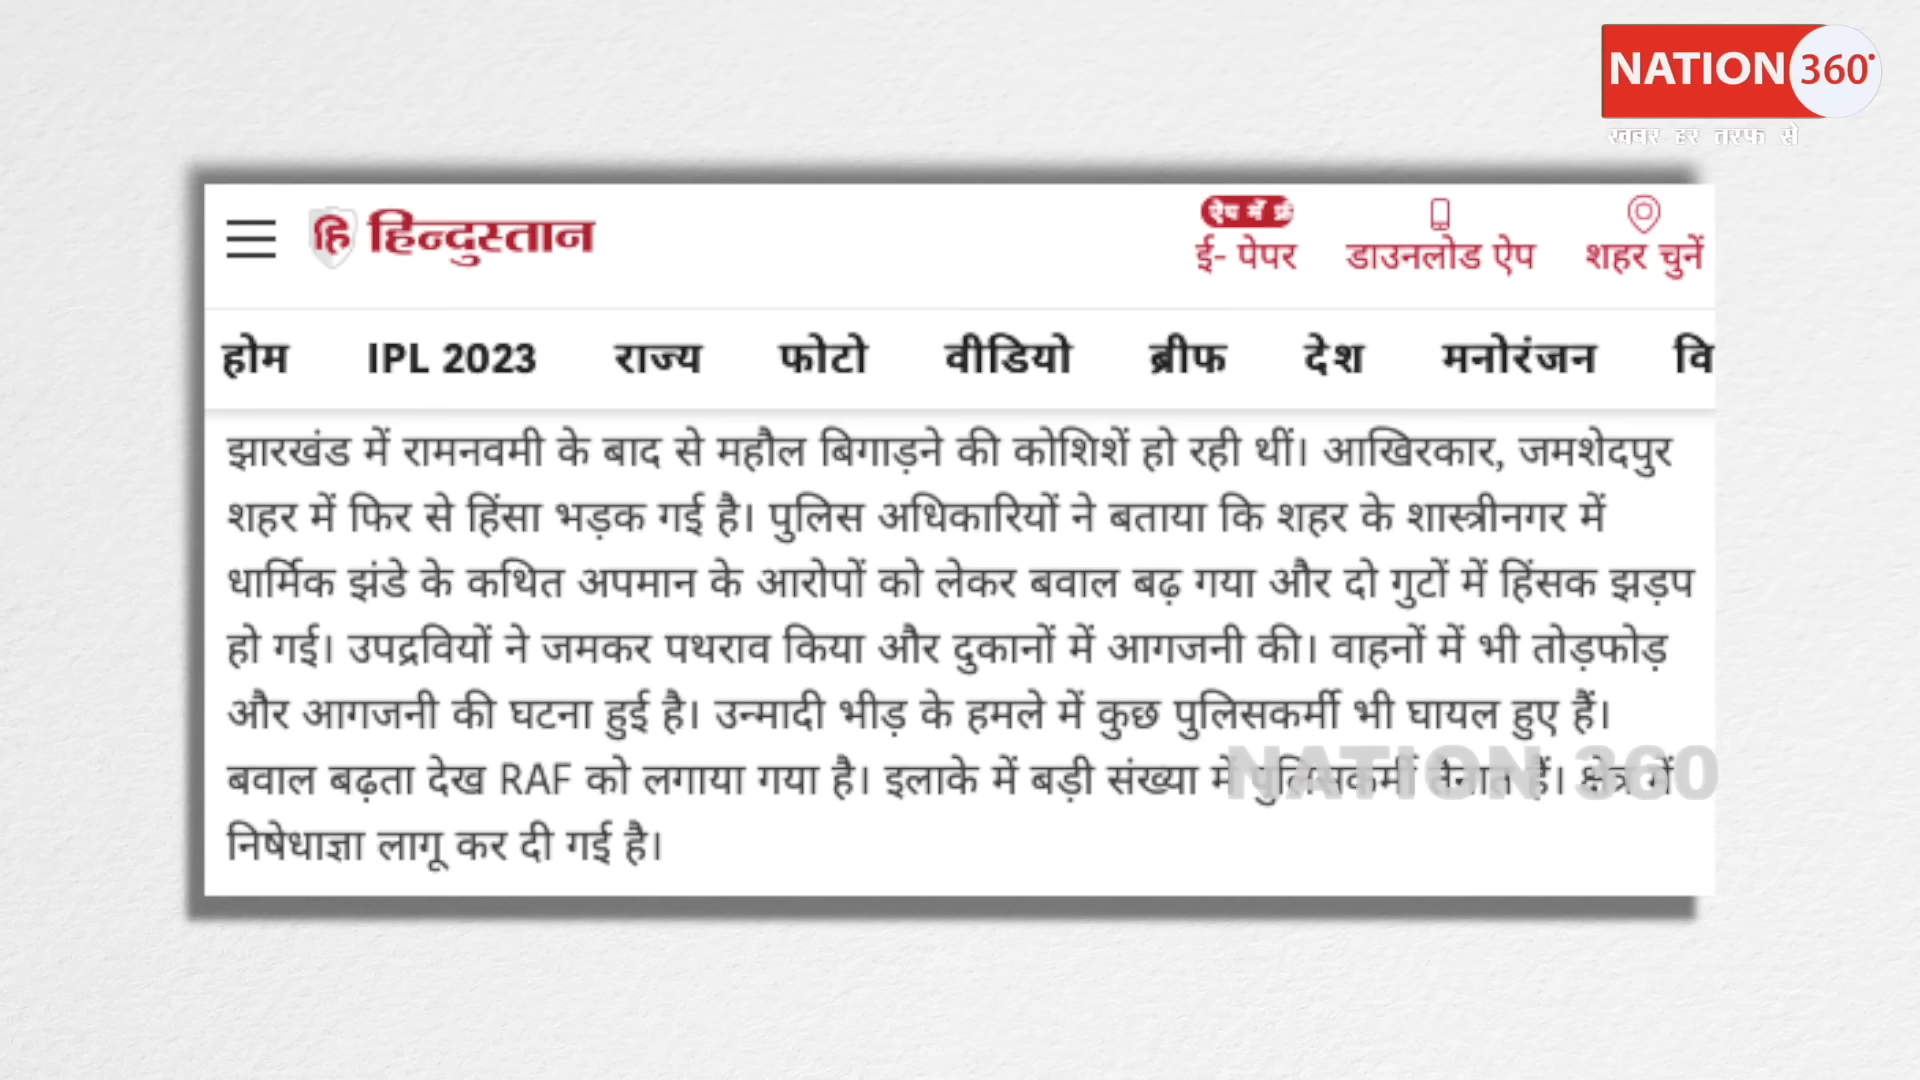 NATION 360°
ख़बर हर तरफ से
हि हिन्दुस्तान
ऐप में फ्री
ई- पेपर
डाउनलोड ऐप
शहर चुनें
होम IPL 2023 राज्य फोटो वीडियो ब्रीफ देश मनोरंजन वि
झारखंड में रामनवमी के बाद से महौल बिगाड़ने की कोशिशें हो रही थीं। आखिरकार, जमशेदपुर
शहर में फिर से हिंसा भड़क गई है। पुलिस अधिकारियों ने बताया कि शहर के शास्त्रीनगर में
धार्मिक झंडे के कथित अपमान के आरोपों को लेकर बवाल बढ़ गया और दो गुटों में हिंसक झड़प
हो गई। उपद्रवियों ने जमकर पथराव किया और दुकानों में आगजनी की। वाहनों में भी तोड़फोड़
और आगजनी की घटना हुई है। उन्मादी भीड़ के हमले में कुछ पुलिसकर्मी भी घायल हुए हैं।
बवाल बढ़ता देख RAF को लगाया गया है। इलाके में बड़ी संख्या में पुलिसकर्मी तैनात हैं। क्षेत्र में
NATION 360
निषेधाज्ञा लागू कर दी गई है।